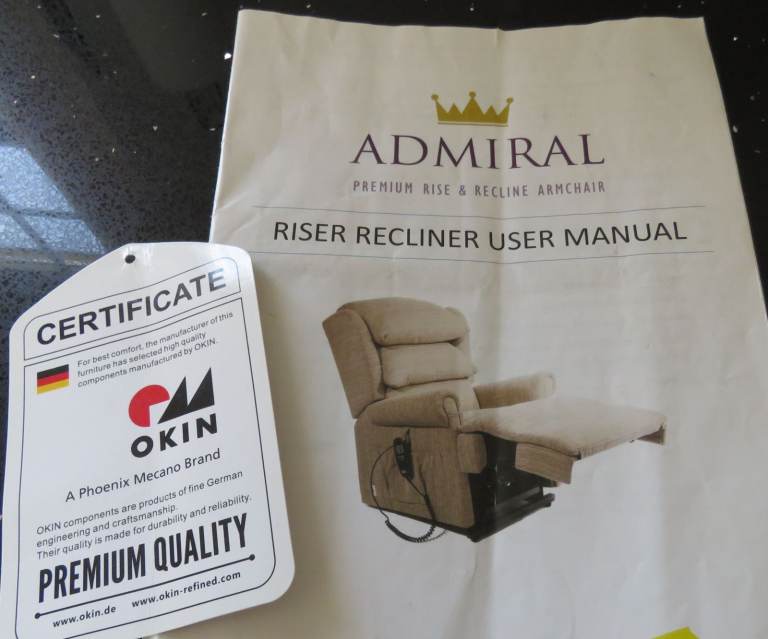 ADMIRAL
PREMIUM RISE & RECLINE ARMCHAIR
RISER RECLINER USER MANUAL
CERTIFICATE
For best comfort, the manufacturer of this
furniture has selected high quality
components manufactured by OKIN.
OKIN
A Phoenix Mecano Brand
OKIN components are products of fine German
engineering and craftsmanship.
Their quality is made for durability and reliability.
PREMIUM QUALITY
www.okin.de www.okin-refined.com